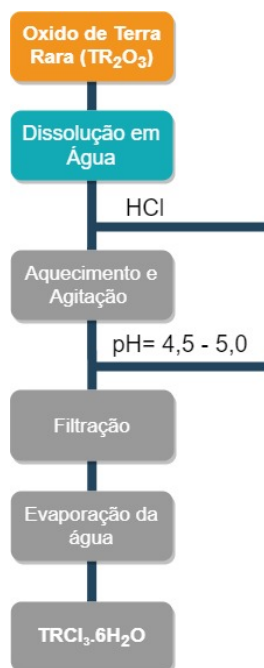 Oxido de Terra
Rara (TR₂O₃)
Dissolução em
Água
HCl
Aquecimento e
Agitação
pH= 4,5 - 5,0
Filtração
Evaporação da
água
TRCl₃.6H₂O